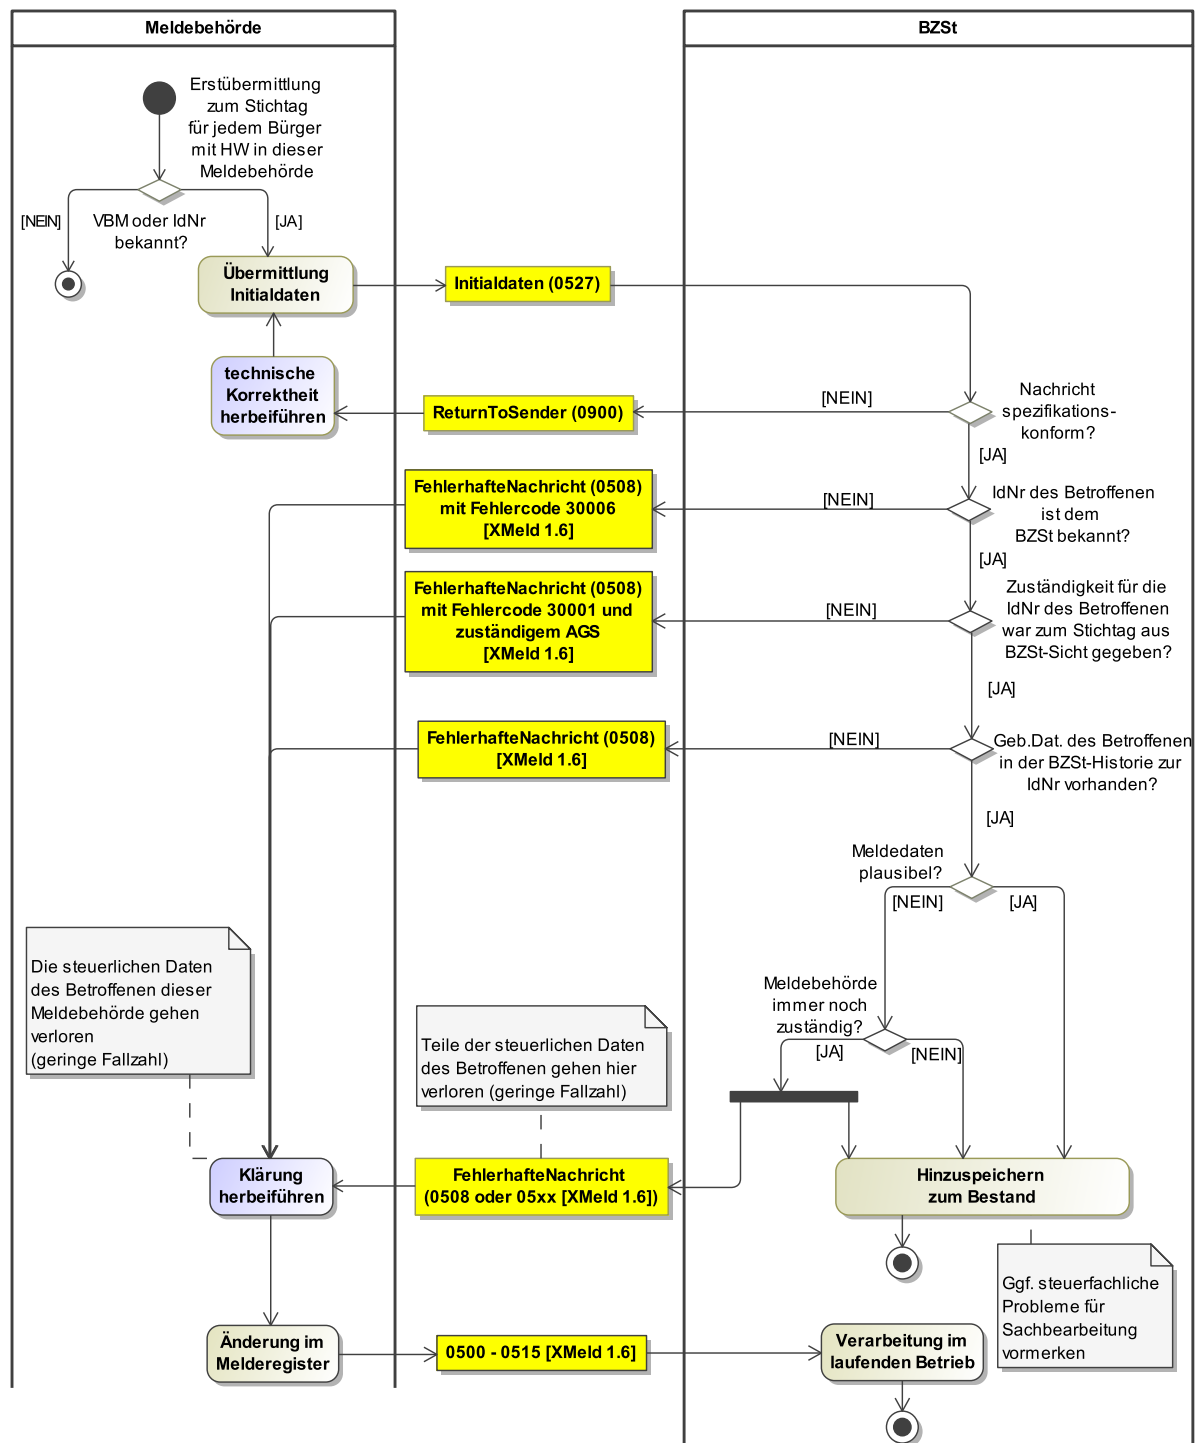 Meldebehörde
BZSt
Erstübermittlung
zum Stichtag
für jedem Bürger
mit HW in dieser
Meldebehörde
[NEIN]
VBM oder IdNr
bekannt?
[JA]
Übermittlung
Initialdaten
Initialdaten (0527)
technische
Korrektheit
herbeiführen
ReturnToSender (0900)
[NEIN]
Nachricht
spezifikations-
konform?
[JA]
FehlerhafteNachricht (0508)
mit Fehlercode 30006
[XMeld 1.6]
[NEIN]
IdNr des Betroffenen
ist dem
BZSt bekannt?
[JA]
FehlerhafteNachricht (0508)
mit Fehlercode 30001 und
zuständigem AGS
[XMeld 1.6]
[NEIN]
Zuständigkeit für die
IdNr des Betroffenen
war zum Stichtag aus
BZSt-Sicht gegeben?
[JA]
FehlerhafteNachricht (0508)
[XMeld 1.6]
[NEIN]
Geb.Dat. des Betroffenen
in der BZSt-Historie zur
IdNr vorhanden?
[JA]
Meldedaten
plausibel?
[NEIN]
[JA]
Die steuerlichen Daten
des Betroffenen dieser
Meldebehörde gehen
verloren
(geringe Fallzahl)
Teile der steuerlichen Daten
des Betroffenen gehen hier
verloren (geringe Fallzahl)
Meldebehörde
immer noch
zuständig?
[JA]
[NEIN]
Klärung
herbeiführen
FehlerhafteNachricht
(0508 oder 05xx [XMeld 1.6])
Hinzuspeichern
zum Bestand
Ggf. steuerfachliche
Probleme für
Sachbearbeitung
vormerken
Änderung im
Melderegister
0500 - 0515 [XMeld 1.6]
Verarbeitung im
laufenden Betrieb